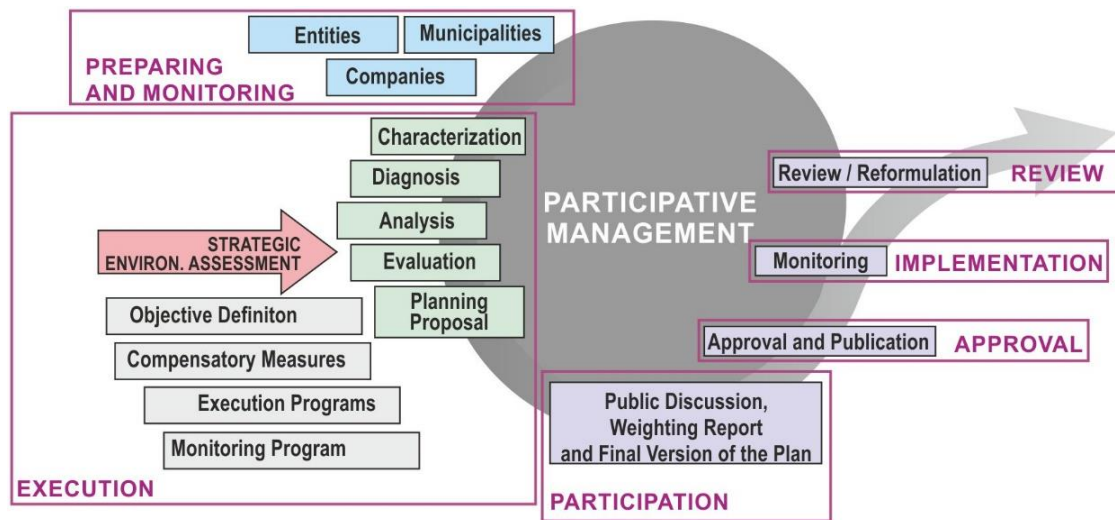 Entities
Municipalities
Companies
PREPARING
AND MONITORING
Characterization
Diagnosis
Analysis
Evaluation
Planning
Proposal
STRATEGIC
ENVIRON. ASSESSMENT
Objective Definiton
Compensatory Measures
Execution Programs
Monitoring Program
EXECUTION
PARTICIPATIVE
MANAGEMENT
Review / Reformulation
REVIEW
Monitoring
IMPLEMENTATION
Approval and Publication
APPROVAL
Public Discussion,
Weighting Report
and Final Version of the Plan
PARTICIPATION